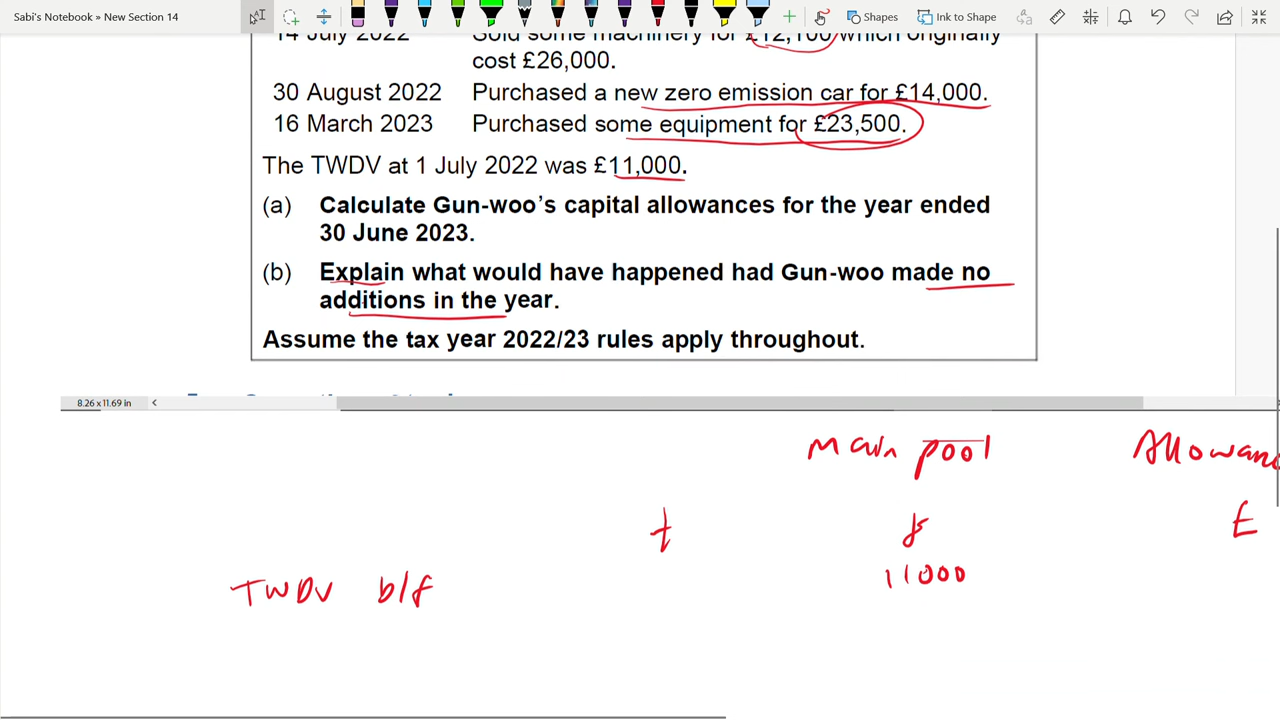 Sabi's Notebook » New Section 14
Shapes
Ink to Shape
14 July 2022 Sold some machinery for £12,100 which originally
cost £26,000.
30 August 2022 Purchased a new zero emission car for £14,000.
16 March 2023 Purchased some equipment for £23,500.
The TWDV at 1 July 2022 was £11,000.
(a) Calculate Gun-woo's capital allowances for the year ended
30 June 2023.
(b) Explain what would have happened had Gun-woo made no
additions in the year.
Assume the tax year 2022/23 rules apply throughout.
8.26 x 11.69 in
Main pool Allowanc
£ £ £
11000
TWDV b/f